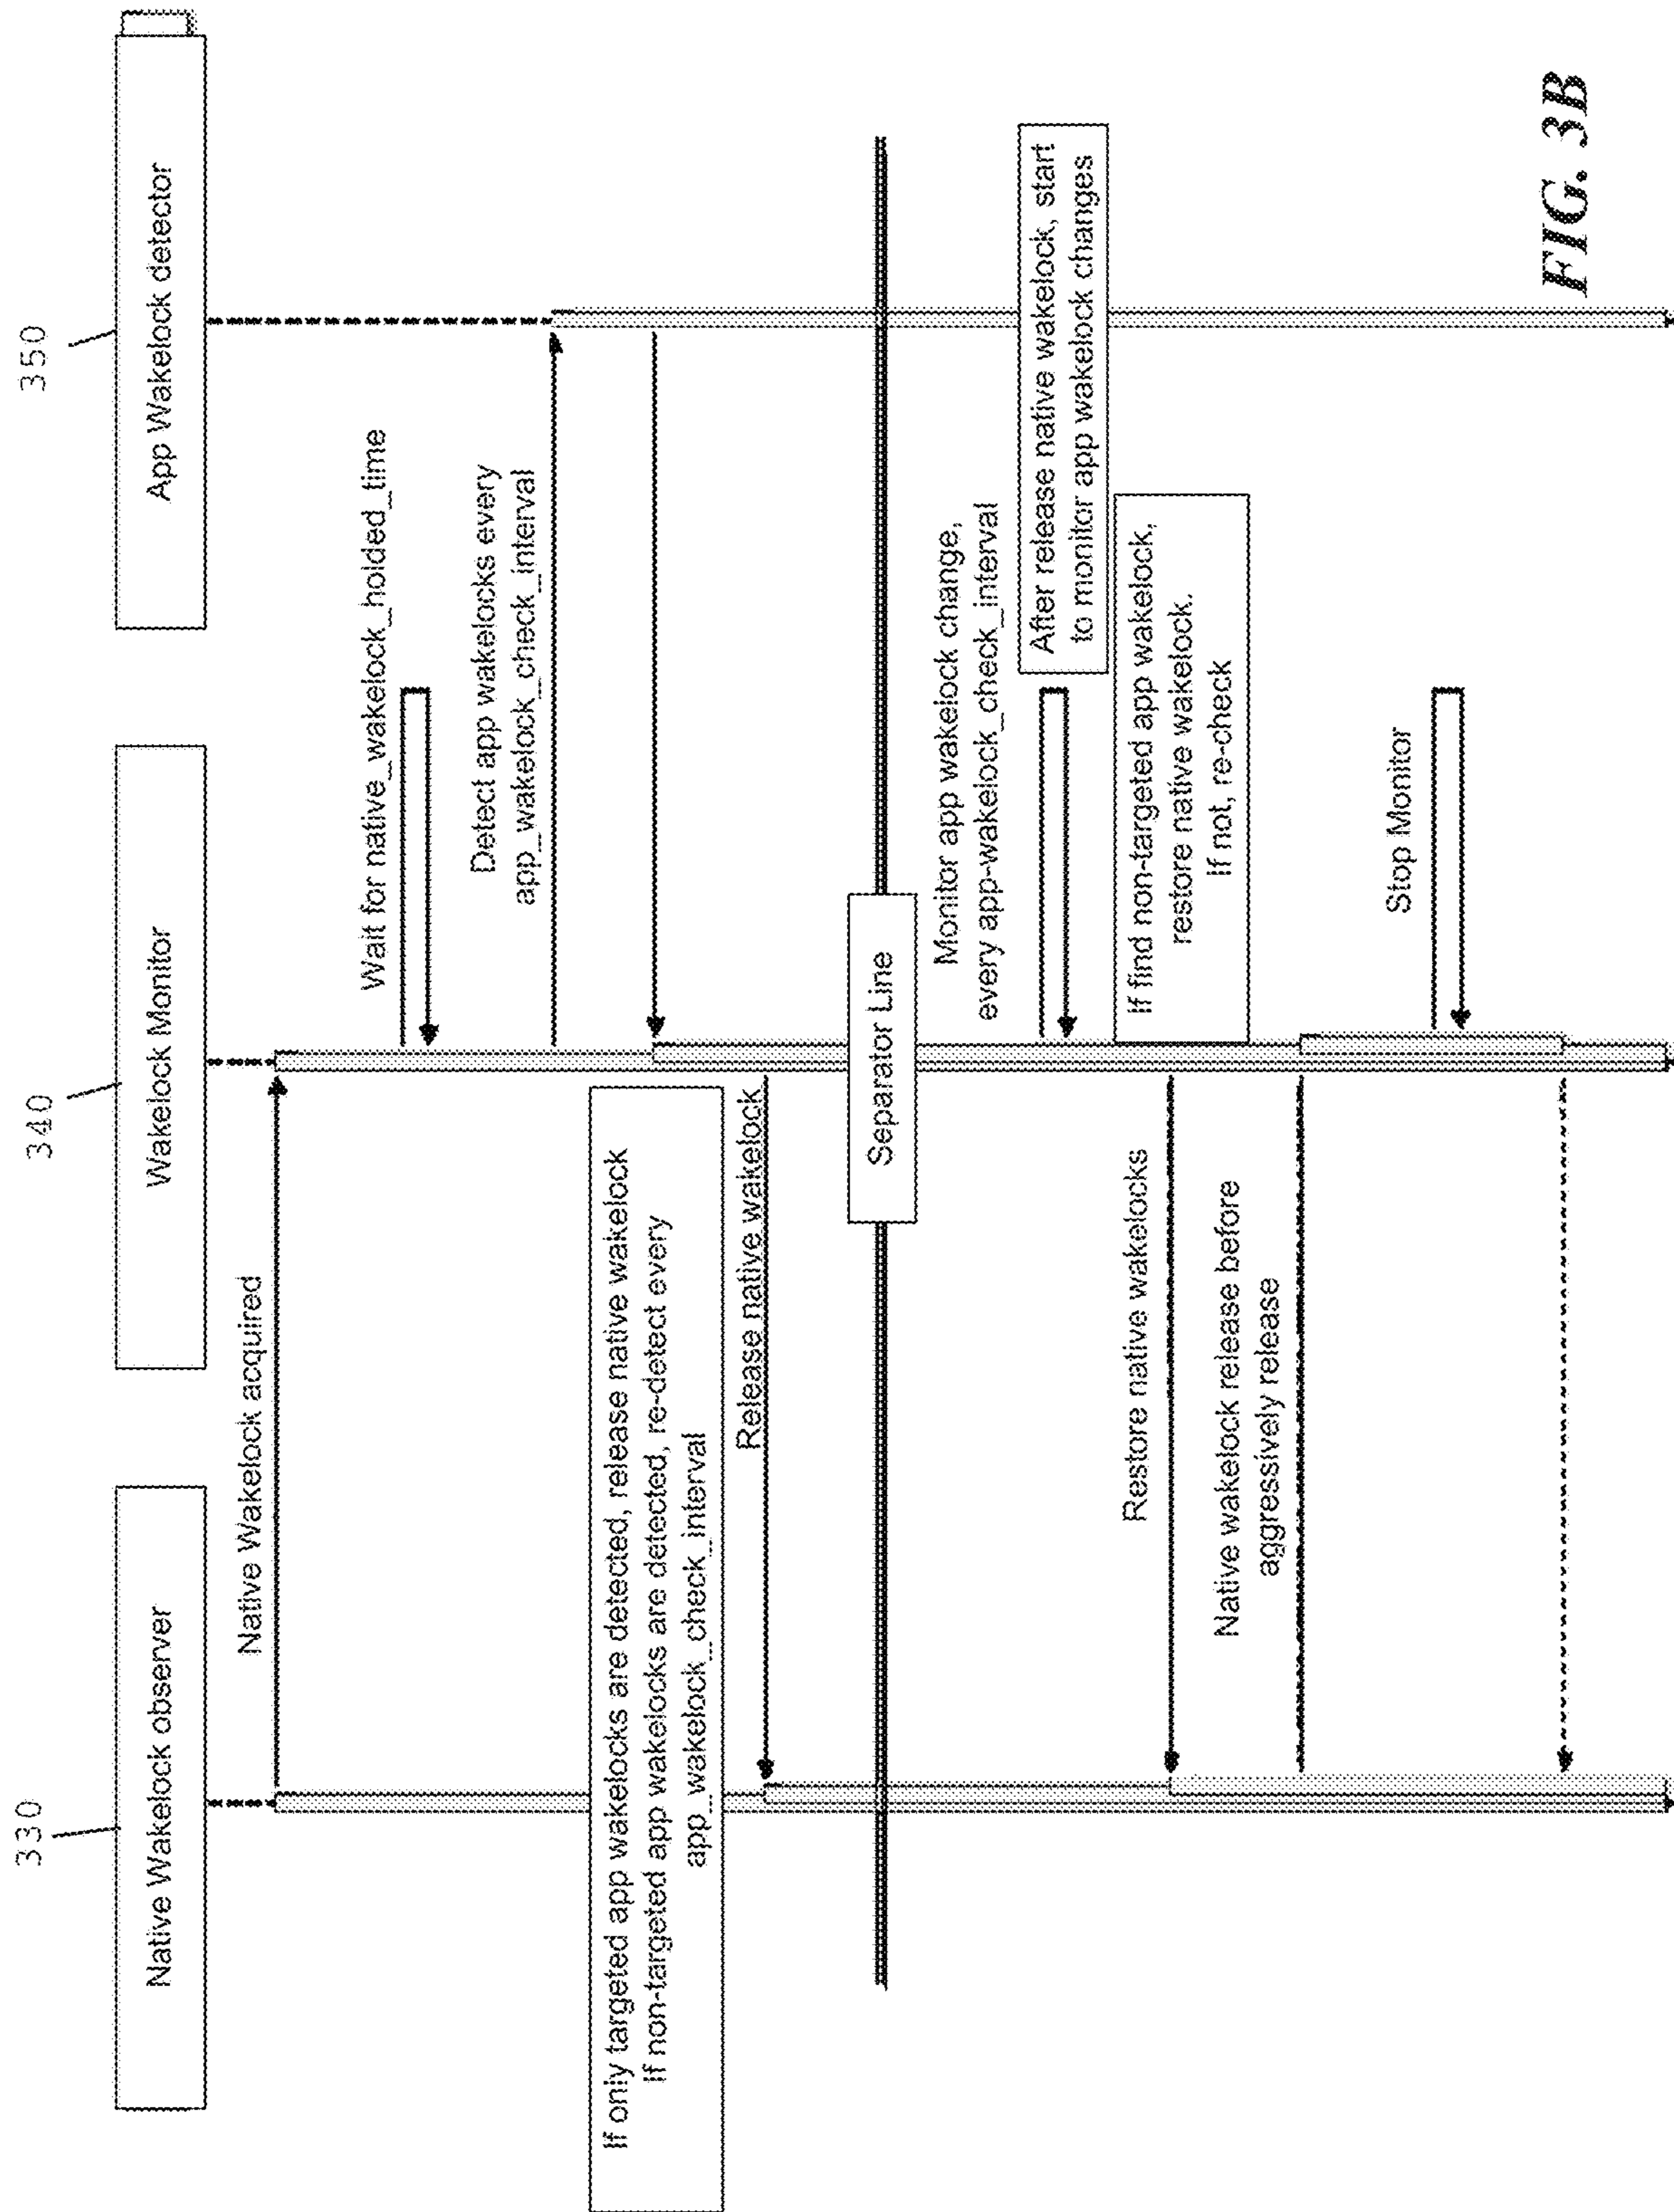 330
340
350
Native Wakelock observer
Wakelock Monitor
App Wakelock detector
Native Wakelock acquired
Wait for native_wakelock_holded_time
Detect app wakelocks every
app_wakelock_check_interval
If only targeted app wakelocks are detected, release native wakelock
If non-targeted app wakelocks are detected, re-detect every
app_wakelock_check_interval
Release native wakelock
Separator Line
Monitor app wakelock change,
every app-wakelock_check_interval
After release native wakelock, start
to monitor app wakelock changes
If find non-targeted app wakelock,
restore native wakelock.
If not, re-check
Restore native wakelocks
Native wakelock release before
aggressively release
Stop Monitor
FIG. 3B